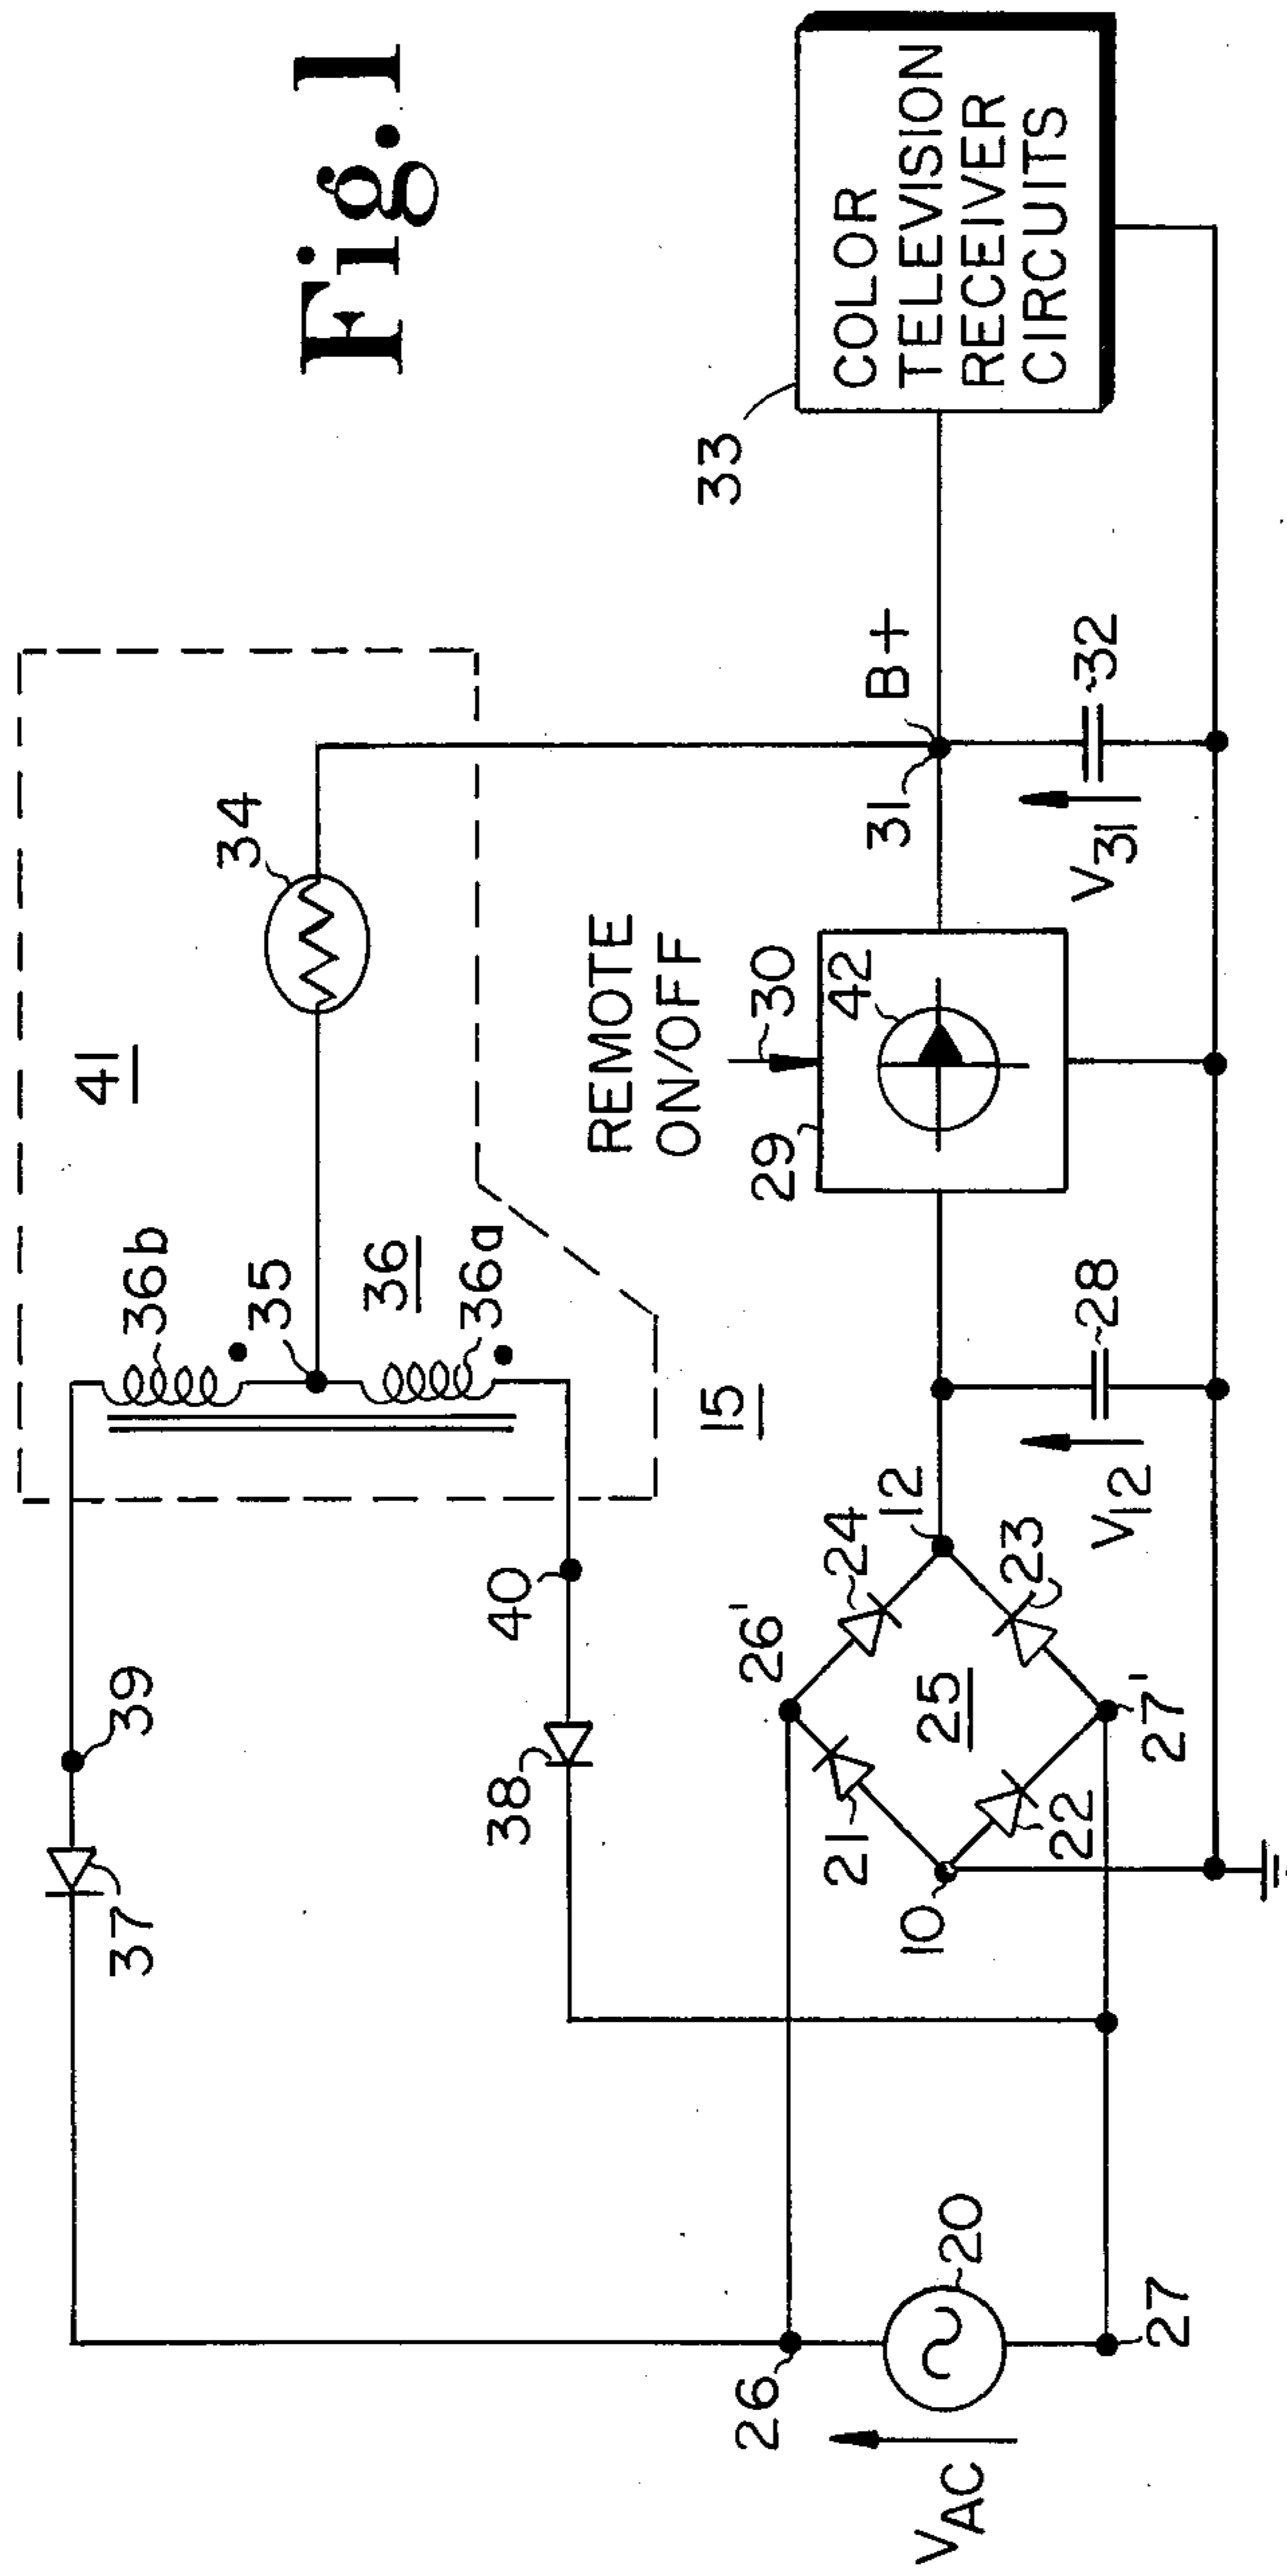 Fig. 1
41
36b
34
35
36
36a
39
37
40
38
15
REMOTE
ON/OFF
30
29
42
31
B+
33
COLOR
TELEVISION
RECEIVER
CIRCUITS
26'
24
12
25
23
21
22
10
27'
28
V12
V31
32
26
20
27
VAC